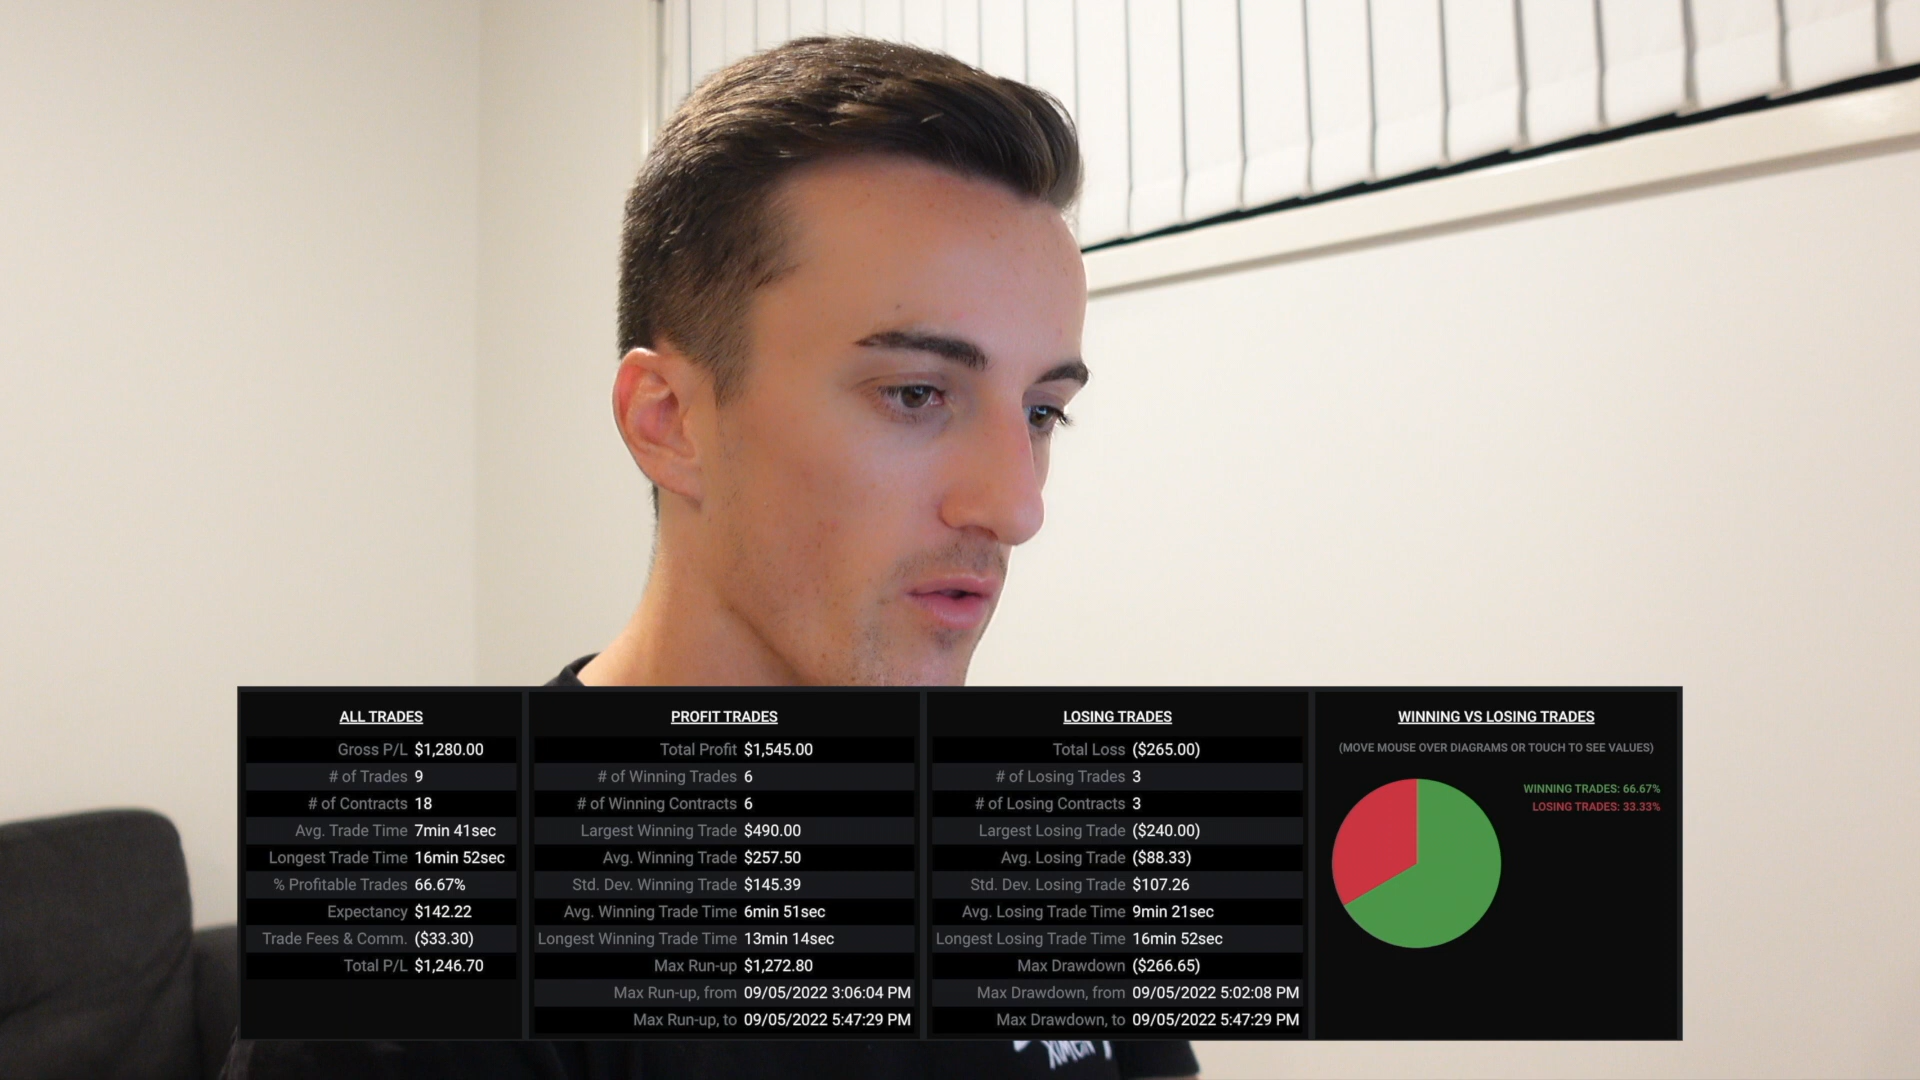 ALL TRADES
Gross P/L $1,280.00
# of Trades 9
# of Contracts 18
Avg. Trade Time 7min 41sec
Longest Trade Time 16min 52sec
% Profitable Trades 66.67%
Expectancy $142.22
Trade Fees & Comm. ($33.30)
Total P/L $1,246.70
PROFIT TRADES
Total Profit $1,545.00
# of Winning Trades 6
# of Winning Contracts 6
Largest Winning Trade $490.00
Avg. Winning Trade $257.50
Std. Dev. Winning Trade $145.39
Avg. Winning Trade Time 6min 51sec
Longest Winning Trade Time 13min 14sec
Max Run-up $1,272.80
Max Run-up, from 09/05/2022 3:06:04 PM
Max Run-up, to 09/05/2022 5:47:29 PM
LOSING TRADES
Total Loss ($265.00)
# of Losing Trades 3
# of Losing Contracts 3
Largest Losing Trade ($240.00)
Avg. Losing Trade ($88.33)
Std. Dev. Losing Trade $107.26
Avg. Losing Trade Time 9min 21sec
Longest Losing Trade Time 16min 52sec
Max Drawdown ($266.65)
Max Drawdown, from 09/05/2022 5:02:08 PM
Max Drawdown, to 09/05/2022 5:47:29 PM
WINNING VS LOSING TRADES
(MOVE MOUSE OVER DIAGRAMS OR TOUCH TO SEE VALUES)
WINNING TRADES: 66.67%
LOSING TRADES: 33.33%